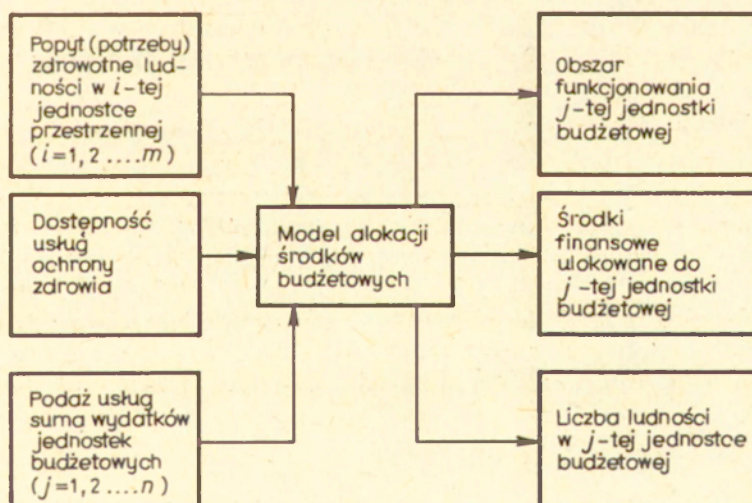 Popyt (potrzeby)
zdrowotne lud-
ności w i-tej
jednostce
przestrzennej
(i=1, 2 ....m)
Dostępność
usług
ochrony
zdrowia
Podaż usług
suma wydatków
jednostek
budżetowych
(j=1, 2 ....n)
Model alokacji
środków
budżetowych
Obszar
funkcjonowania
j-tej jednostki
budżetowej
Środki
finansowe
ulokowane do
j-tej jednostki
budżetowej
Liczba ludności
w j-tej jednostce
budżetowej